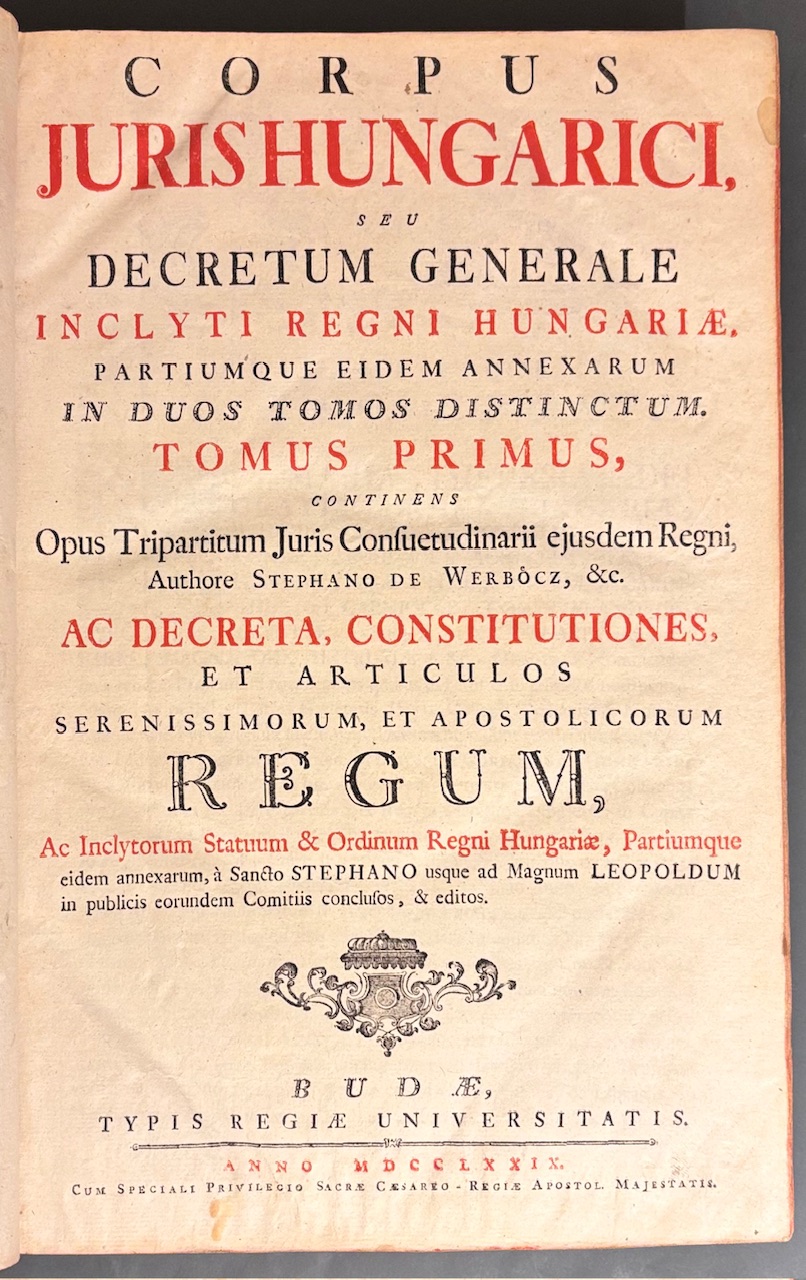 CORPUS
JURIS HUNGARICI,
SEU
DECRETUM GENERALE
INCLYTI REGNI HUNGARIÆ,
PARTIUMQUE EIDEM ANNEXARUM
IN DUOS TOMOS DISTINCTUM.
TOMUS PRIMUS,
CONTINENS
Opus Tripartitum Juris Conſuetudinarii ejusdem Regni,
Authore STEPHANO DE WERBÖCZ, &c.
AC DECRETA, CONSTITUTIONES,
ET ARTICULOS
SERENISSIMORUM, ET APOSTOLICORUM
REGUM,
Ac Inclytorum Statuum & Ordinum Regni Hungariæ, Partiumque
eidem annexarum, à Sancto STEPHANO usque ad Magnum LEOPOLDUM
in publicis eorundem Comitiis concluſos, & editos.
BUDÆ,
TYPIS REGIÆ UNIVERSITATIS.
ANNO MDCCLXXIX.
CUM SPECIALI PRIVILEGIO SACRÆ CÆSAREO-REGIÆ APOSTOL. MAJESTATIS.